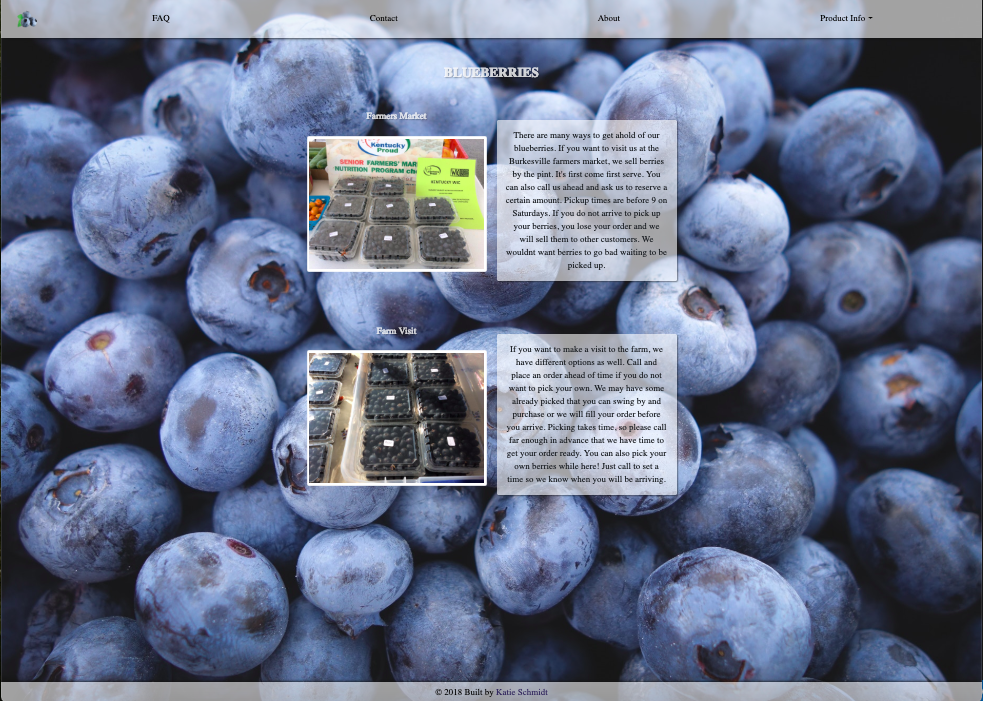 FAQ
Contact
About
Product Info
BLUEBERRIES
Farmers Market
Kentucky
Proud
SENIOR FARMERS' MAR
NUTRITION PROGRAM che
KENTUCKY WIC
There are many ways to get ahold of our
blueberries. If you want to visit us at the
Burkesville farmers market, we sell berries
by the pint. It's first come first serve. You
can also call us ahead and ask us to reserve a
certain amount. Pickup times are before 9 on
Saturdays. If you do not arrive to pick up
your berries, you lose your order and we
will sell them to other customers. We
wouldnt want berries to go bad waiting to be
picked up.
Farm Visit
If you want to make a visit to the farm, we
have different options as well. Call and
place an order ahead of time if you do not
want to pick your own. We may have some
already picked that you can swing by and
purchase or we will fill your order before
you arrive. Picking takes time, so please call
far enough in advance that we have time to
get your order ready. You can also pick your
own berries while here! Just call to set a
time so we know when you will be arriving.
© 2018 Built by Katie Schmidt